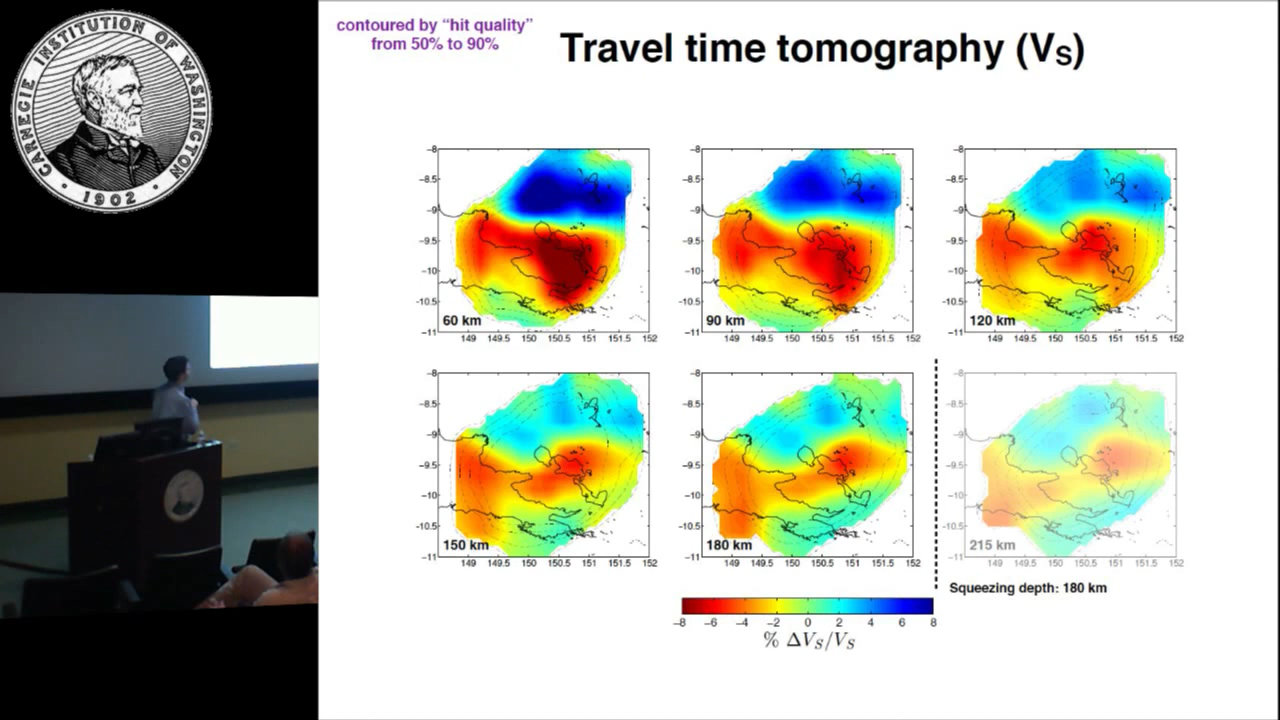 CARNEGIE INSTITUTION OF WASHINGTON
1902
contoured by “hit quality”
from 50% to 90%
Travel time tomography (VS)
-8
-8.5
-9
-9.5
-10
-10.5
-11
60 km
149 149.5 150 150.5 151 151.5 152
-8
-8.5
-9
-9.5
-10
-10.5
-11
90 km
149 149.5 150 150.5 151 151.5 152
-8
-8.5
-9
-9.5
-10
-10.5
-11
120 km
149 149.5 150 150.5 151 151.5 152
-8
-8.5
-9
-9.5
-10
-10.5
-11
150 km
149 149.5 150 150.5 151 151.5 152
-8
-8.5
-9
-9.5
-10
-10.5
-11
180 km
149 149.5 150 150.5 151 151.5 152
-8
-8.5
-9
-9.5
-10
-10.5
-11
215 km
149 149.5 150 150.5 151 151.5 152
Squeezing depth: 180 km
-8 -6 -4 -2 0 2 4 6 8
% ΔVS/VS